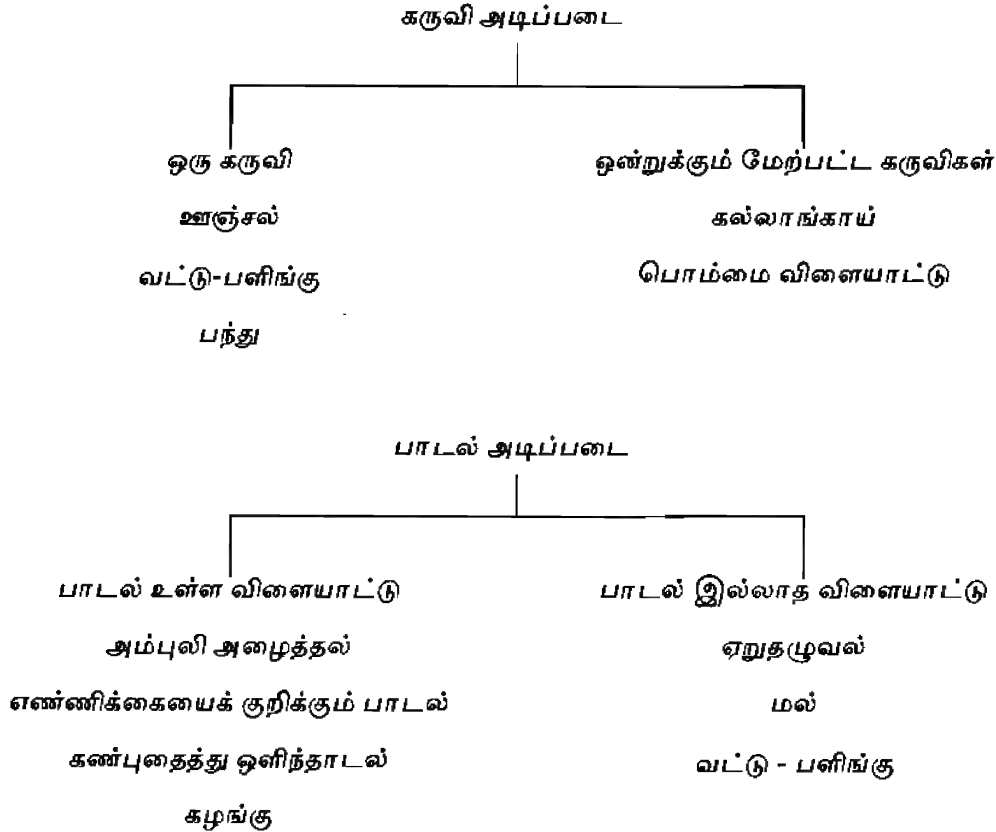 கருவி அடிப்படை
ஒரு கருவி
ஊஞ்சல்
வட்டு-பளிங்கு
பந்து
ஒன்றுக்கும் மேற்பட்ட கருவிகள்
கல்லாங்காய்
பொம்மை விளையாட்டு
பாடல் அடிப்படை
பாடல் உள்ள விளையாட்டு
அம்புலி அழைத்தல்
எண்ணிக்கையைக் குறிக்கும் பாடல்
கண்புதைத்து ஒளிந்தாடல்
கழங்கு
பாடல் இல்லாத விளையாட்டு
ஏறுதழுவல்
மல்
வட்டு - பளிங்கு